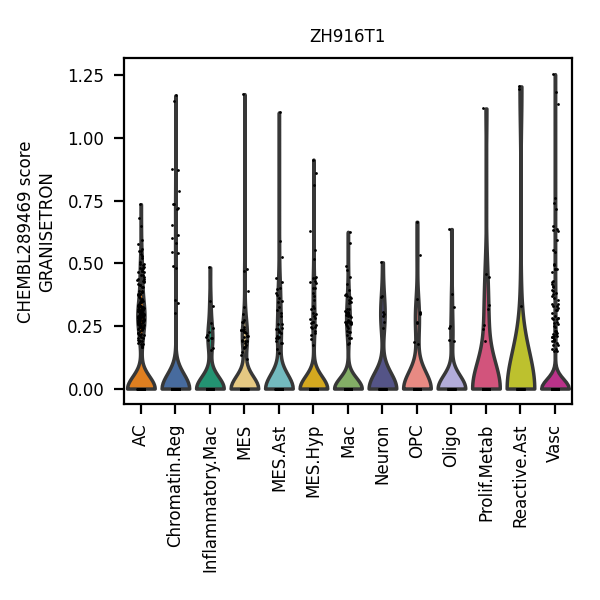 ZH916T1
CHEMBL289469 score
GRANISETRON
1.25
1.00
0.75
0.50
0.25
0.00
AC
Chromatin.Reg
Inflammatory.Mac
MES
MES.Ast
MES.Hyp
Mac
Neuron
OPC
Oligo
Prolif.Metab
Reactive.Ast
Vasc